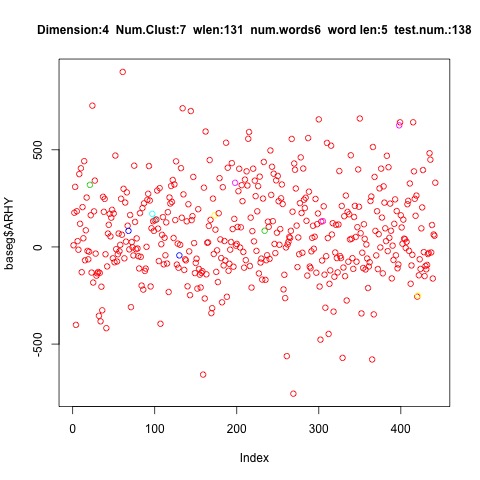 Dimension:4 Num.Clust:7 wlen:131 num.words6 word len:5 test.num.:138
baseg$ARHY
500
0
-500
0 100 200 300 400
Index